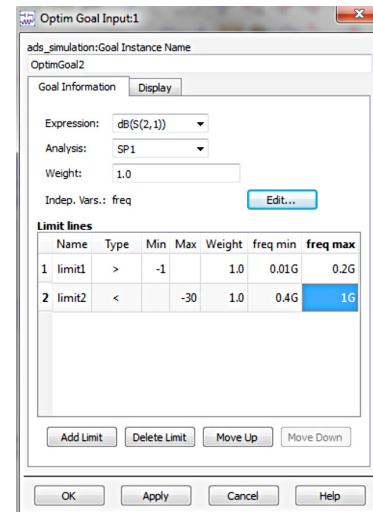 Optim Goal Input:1
ads_simulation:Goal Instance Name
OptimGoal2
Goal Information Display
Expression: dB(S(2,1))
Analysis: SP1
Weight: 1.0
Indep. Vars.: freq Edit...
Limit lines
Name Type Min Max Weight freq min freq max
1 limit1 > -1 1.0 0.01G 0.2G
2 limit2 < -30 1.0 0.4G 1G
Add Limit Delete Limit Move Up Move Down
OK Apply Cancel Help